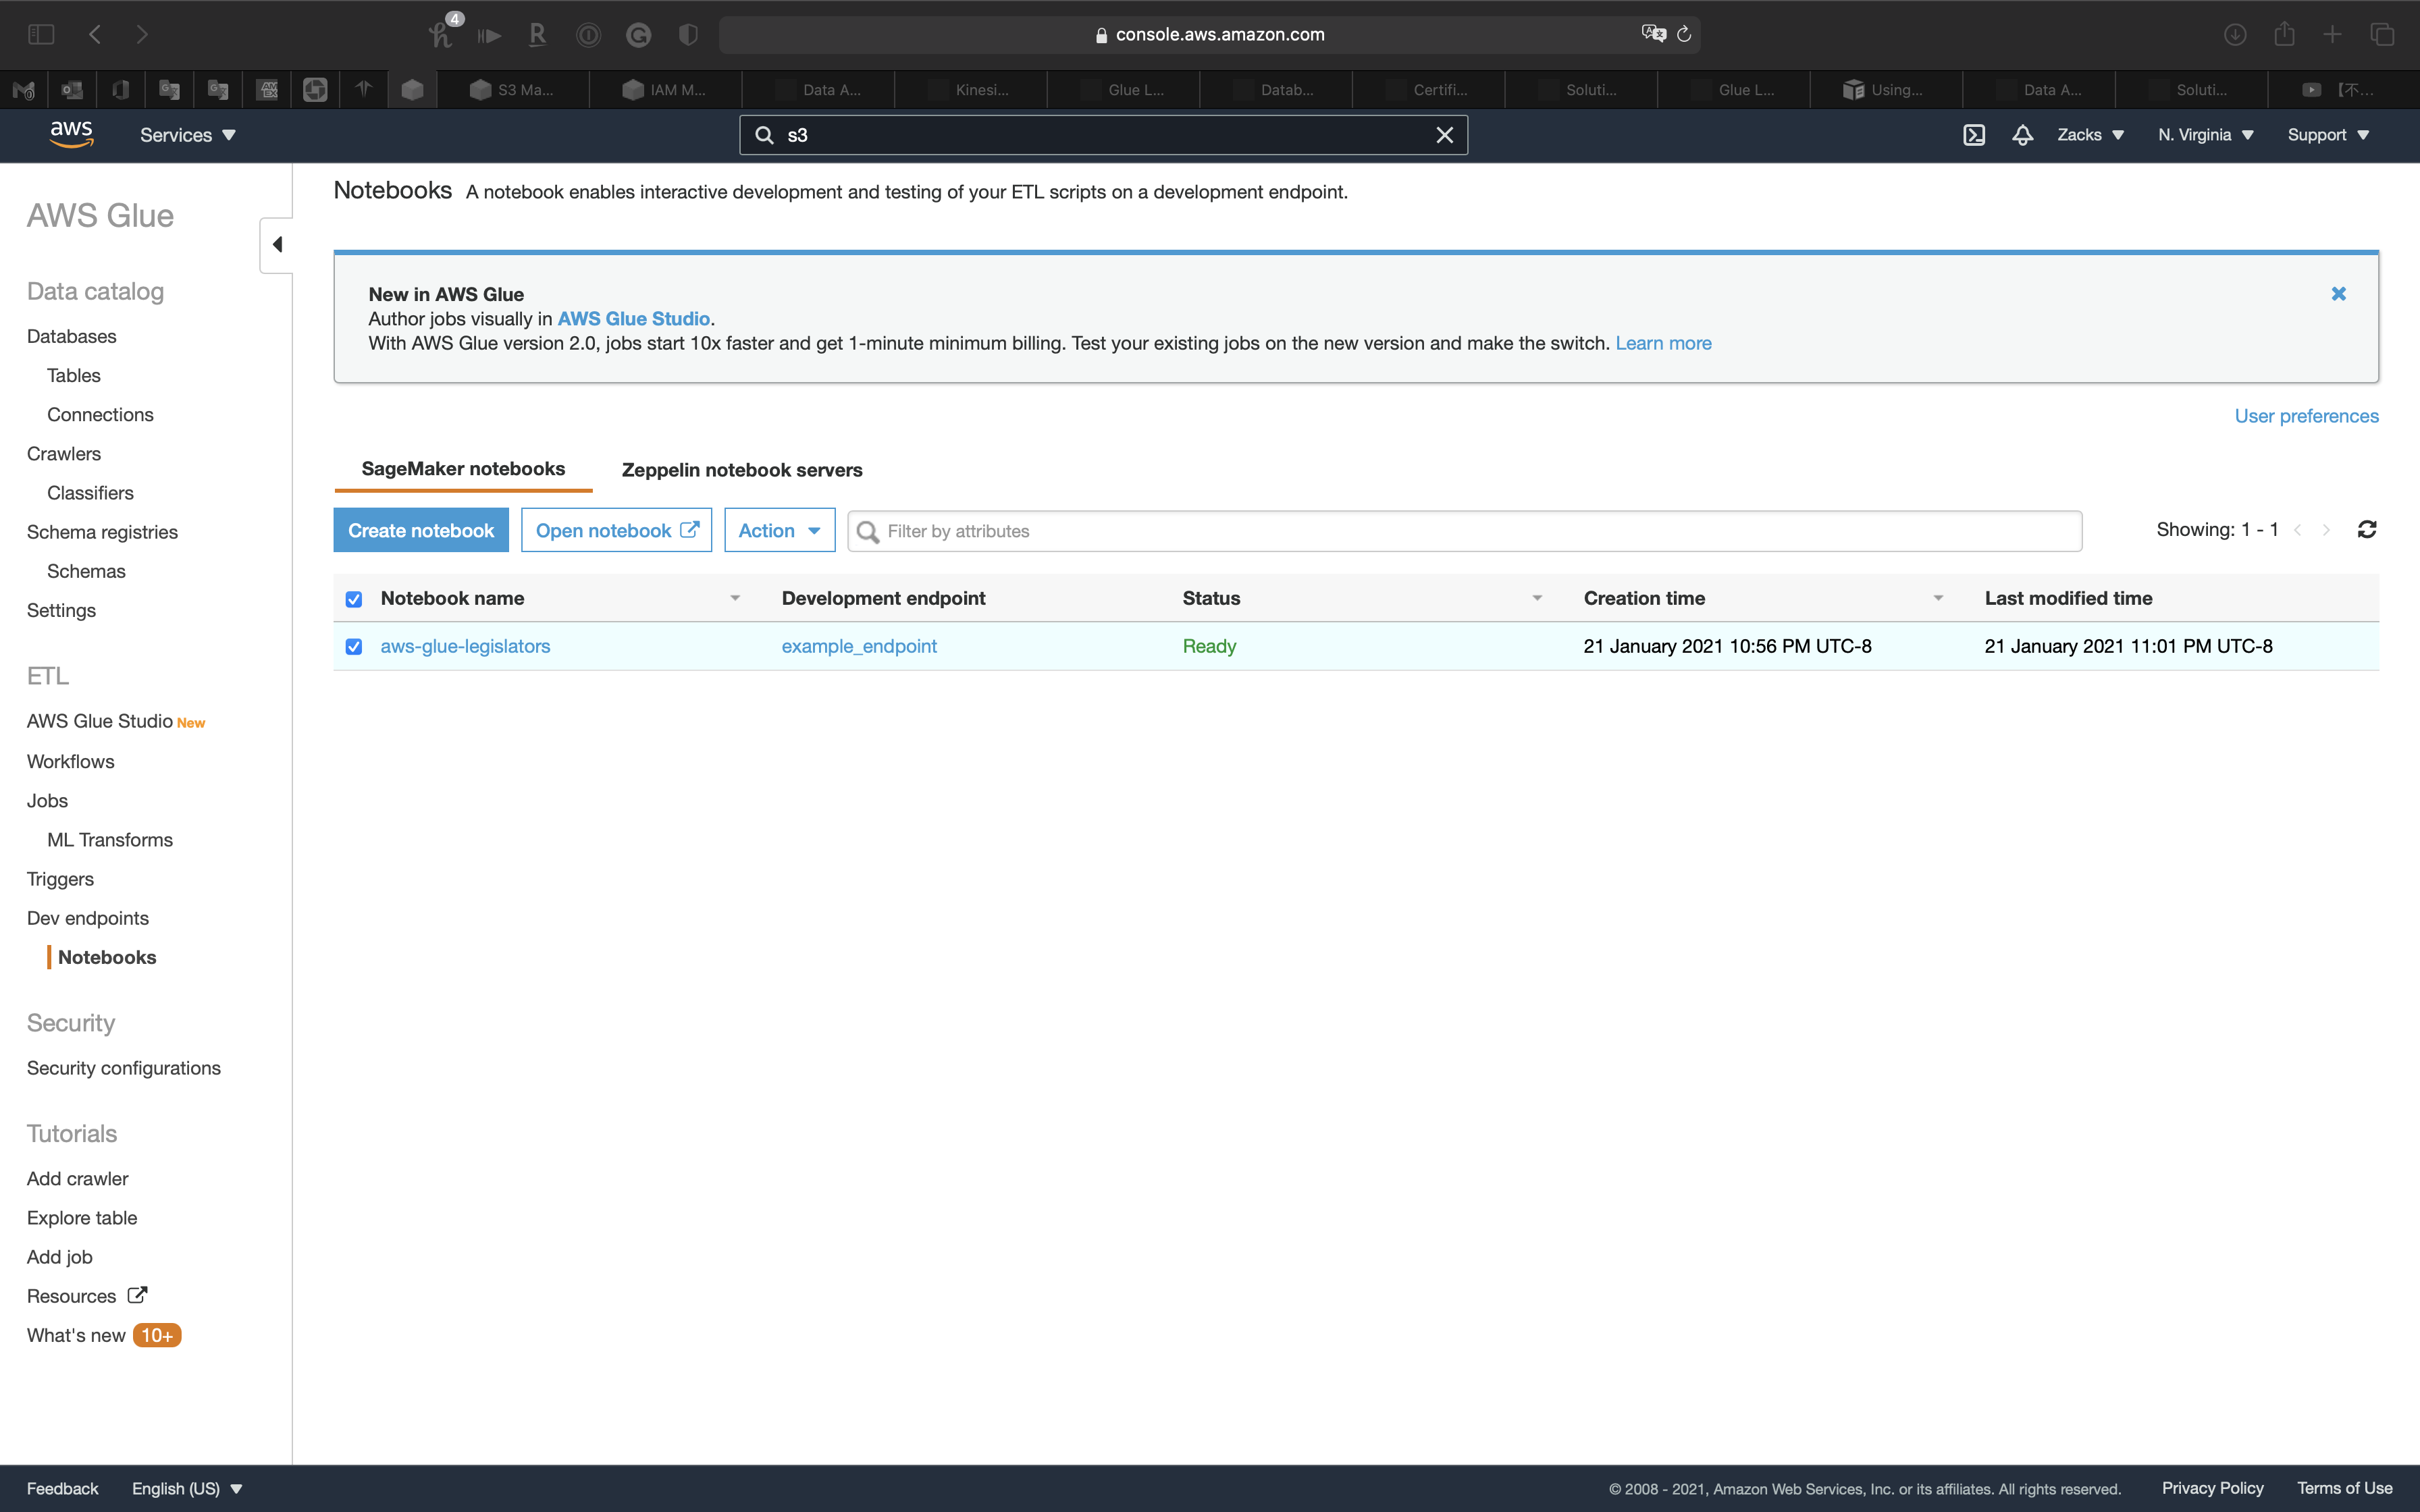 4
console.aws.amazon.com
S3 Ma...
IAM M...
Data A...
Kinesi...
Glue L...
Datab...
Certifi...
Soluti...
Glue L...
Using...
Data A...
Soluti...
【不...
aws
Services
s3
Zacks
N. Virginia
Support
AWS Glue
Data catalog
Databases
Tables
Connections
Crawlers
Classifiers
Schema registries
Schemas
Settings
ETL
AWS Glue Studio New
Workflows
Jobs
ML Transforms
Triggers
Dev endpoints
Notebooks
Security
Security configurations
Tutorials
Add crawler
Explore table
Add job
Resources
What's new 10+
Notebooks A notebook enables interactive development and testing of your ETL scripts on a development endpoint.
New in AWS Glue
Author jobs visually in AWS Glue Studio.
With AWS Glue version 2.0, jobs start 10x faster and get 1-minute minimum billing. Test your existing jobs on the new version and make the switch. Learn more
User preferences
SageMaker notebooks
Zeppelin notebook servers
Create notebook
Open notebook
Action
Filter by attributes
Showing: 1 - 1
Notebook name Development endpoint Status Creation time Last modified time
aws-glue-legislators example_endpoint Ready 21 January 2021 10:56 PM UTC-8 21 January 2021 11:01 PM UTC-8
Feedback
English (US)
© 2008 - 2021, Amazon Web Services, Inc. or its affiliates. All rights reserved.
Privacy Policy
Terms of Use